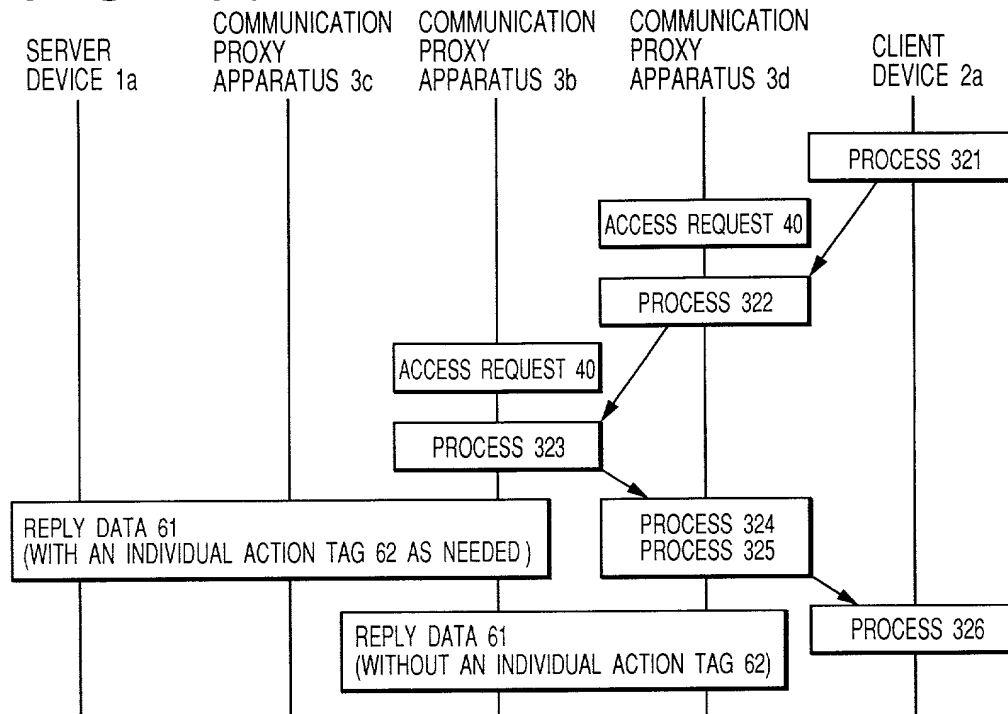 SERVER
DEVICE 1a
COMMUNICATION
PROXY
APPARATUS 3c
COMMUNICATION
PROXY
APPARATUS 3b
COMMUNICATION
PROXY
APPARATUS 3d
CLIENT
DEVICE 2a
PROCESS 321
ACCESS REQUEST 40
PROCESS 322
ACCESS REQUEST 40
PROCESS 323
REPLY DATA 61
(WITH AN INDIVIDUAL ACTION TAG 62 AS NEEDED)
PROCESS 324
PROCESS 325
REPLY DATA 61
(WITHOUT AN INDIVIDUAL ACTION TAG 62)
PROCESS 326